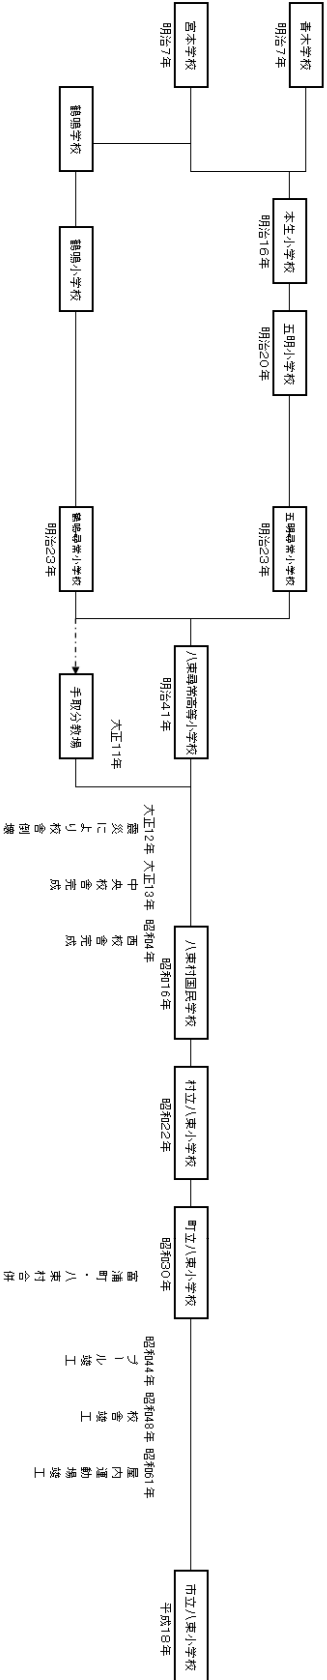 青木学校
明治7年
宮本学校
明治7年
鶴鳴学校
本生小学校
明治16年
鶴鳴小学校
五明小学校
明治20年
五明尋常小学校
明治23年
鶴鳴尋常小学校
明治23年
八束尋常高等小学校
明治41年
手取分教場
大正11年
大正12年
震災により校舎倒壊
大正13年
中央校舎完成
昭和4年
西校舎完成
八束村国民学校
昭和16年
村立八束小学校
昭和22年
町立八束小学校
昭和30年
富浦町・八束村合併
昭和44年
プール竣工
昭和48年
校舎竣工
昭和61年
屋内運動場竣工
市立八束小学校
平成18年